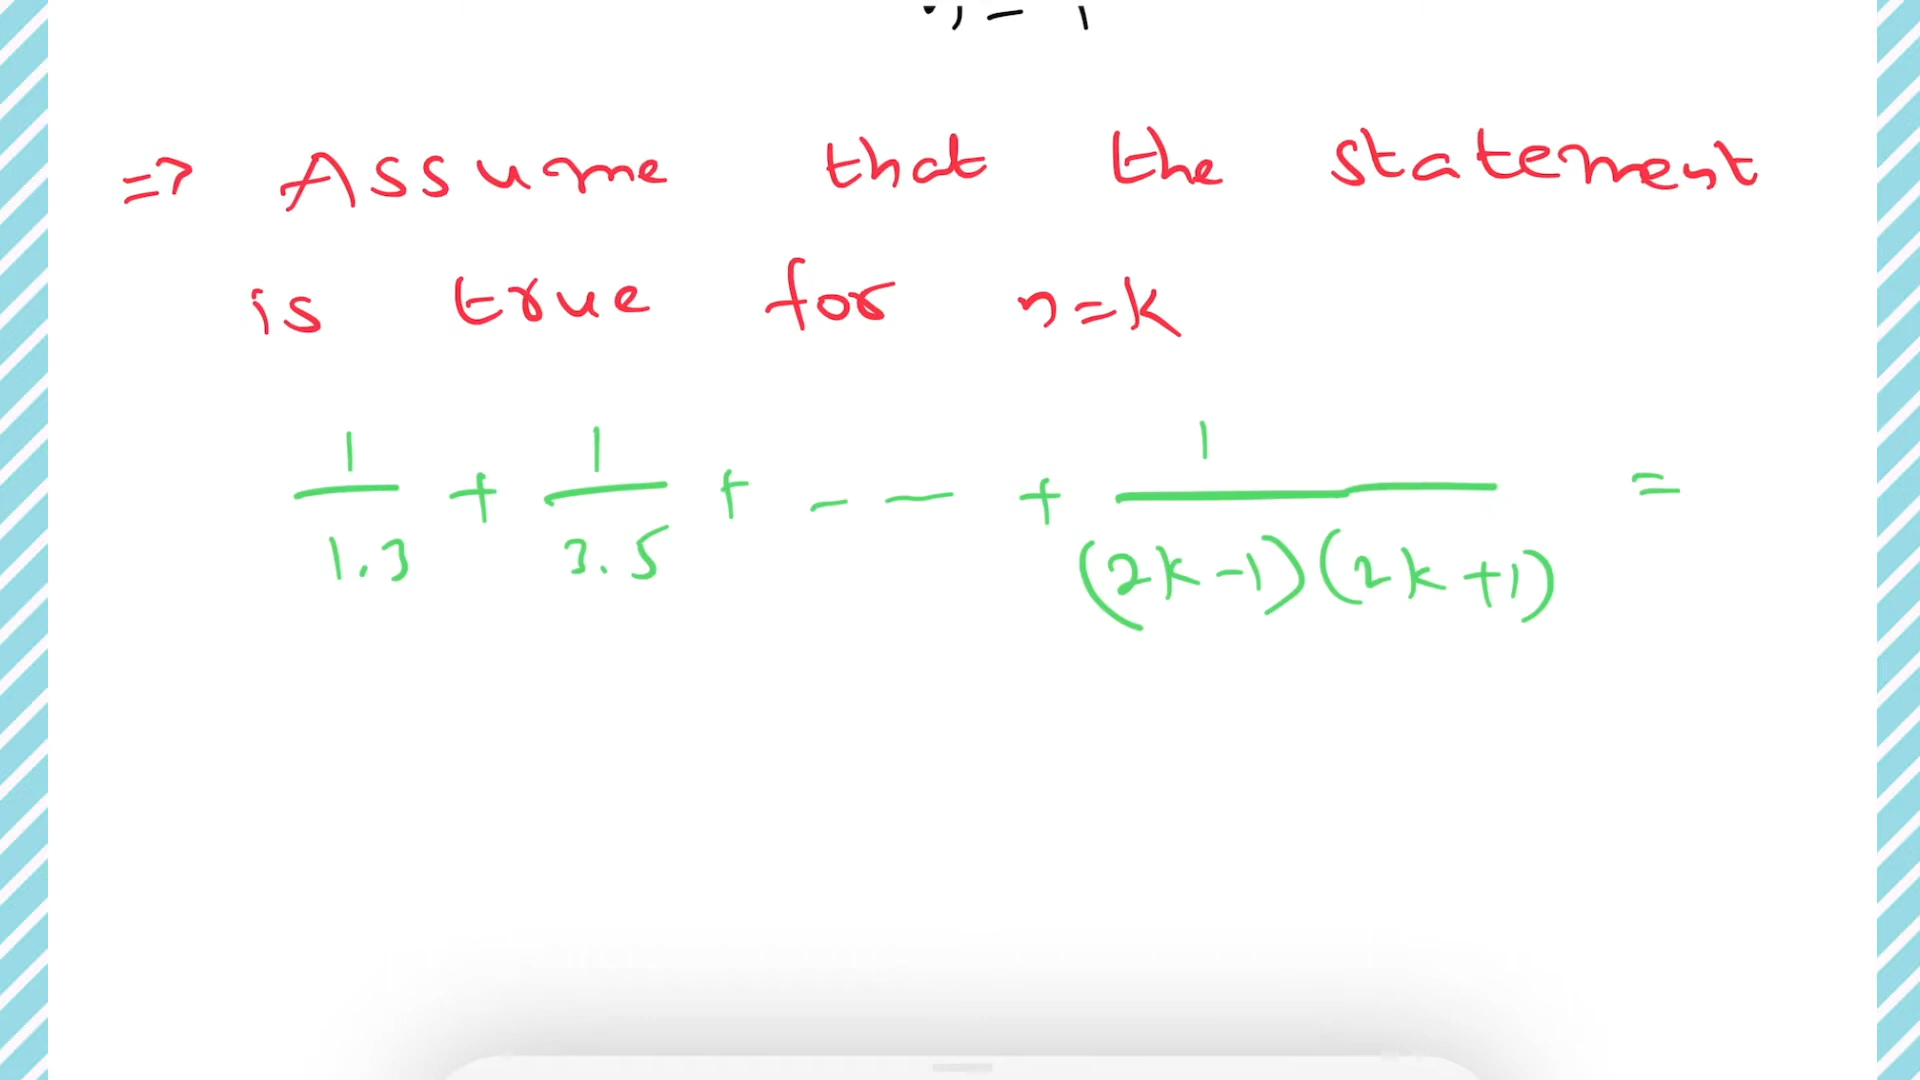 => Assume that the statement
is true for n=k
1/1.3 + 1/3.5 + - - + 1/(2k-1)(2k+1) =